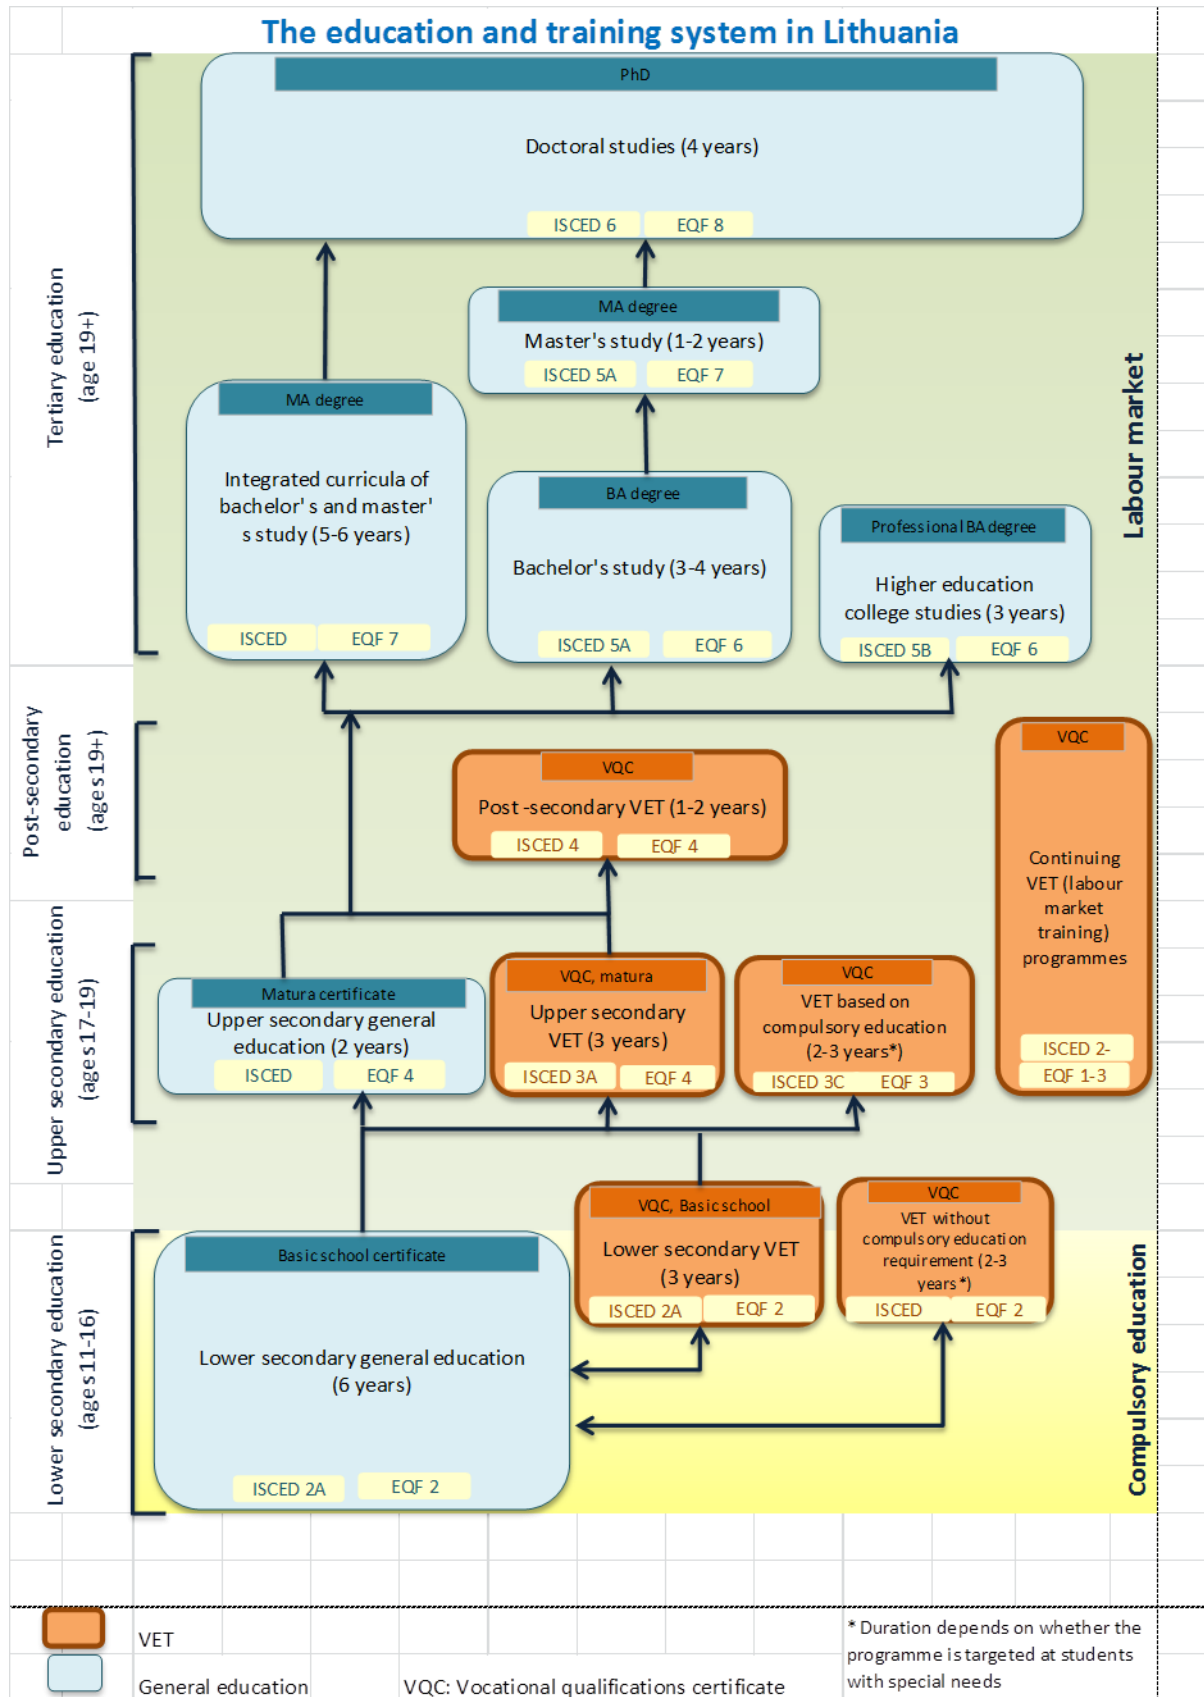 The education and training system in Lithuania
Tertiary education
(age 19+)
PhD
Doctoral studies (4 years)
ISCED 6
EQF 8
MA degree
Master's study (1-2 years)
ISCED 5A
EQF 7
MA degree
Integrated curricula of
bachelor' s and master'
s study (5-6 years)
ISCED
EQF 7
BA degree
Bachelor's study (3-4 years)
ISCED 5A
EQF 6
Professional BA degree
Higher education
college studies (3 years)
ISCED 5B
EQF 6
Labour market
Post-secondary
education
(ages 19+)
VQC
Post -secondary VET (1-2 years)
ISCED 4
EQF 4
VQC
Continuing
VET (labour
market
training)
programmes
ISCED 2-
EQF 1-3
Upper secondary education
(ages 17-19)
Matura certificate
Upper secondary general
education (2 years)
ISCED
EQF 4
VQC, matura
Upper secondary
VET (3 years)
ISCED 3A
EQF 4
VQC
VET based on
compulsory education
(2-3 years*)
ISCED 3C
EQF 3
Lower secondary education
(ages 11-16)
Basic school certificate
Lower secondary general education
(6 years)
ISCED 2A
EQF 2
VQC, Basic school
Lower secondary VET
(3 years)
ISCED 2A
EQF 2
VQC
VET without
compulsory education
requirement (2-3
years*)
ISCED
EQF 2
Compulsory education
VET
General education
VQC: Vocational qualifications certificate
* Duration depends on whether the
programme is targeted at students
with special needs